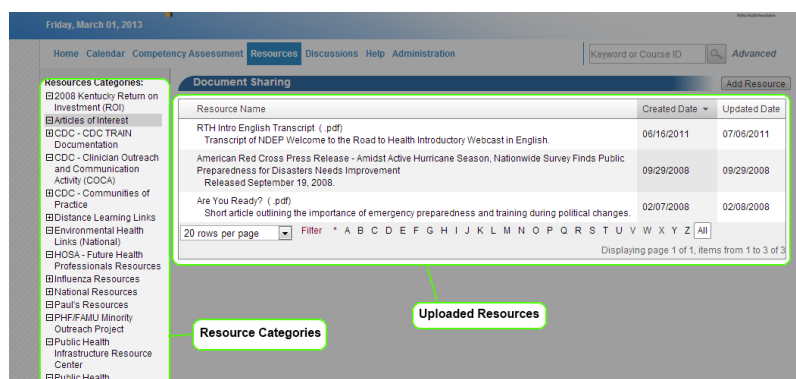 Friday, March 01, 2013
Home Calendar Competency Assessment Resources Discussions Help Administration
Keyword or Course ID
Advanced
Resources Categories:
2008 Kentucky Return on
Investment (ROI)
Articles of Interest
CDC - CDC TRAIN
Documentation
CDC - Clinician Outreach
and Communication
Activity (COCA)
CDC - Communities of
Practice
Distance Learning Links
Environmental Health
Links (National)
HOSA - Future Health
Professionals Resources
Influenza Resources
National Resources
Paul's Resources
PHF/FAMU Minority
Outreach Project
Public Health
Infrastructure Resource
Center
Public Health
Document Sharing
Add Resource
Resource Name Created Date Updated Date
RTH Intro English Transcript (.pdf)
Transcript of NDEP Welcome to the Road to Health Introductory Webcast in English.
06/16/2011 07/06/2011
American Red Cross Press Release - Amidst Active Hurricane Season, Nationwide Survey Finds Public
Preparedness for Disasters Needs Improvement
Released September 19, 2008.
09/29/2008 09/29/2008
Are You Ready? (.pdf)
Short article outlining the importance of emergency preparedness and training during political changes.
02/07/2008 02/08/2008
20 rows per page Filter * A B C D E F G H I J K L M N O P Q R S T U V W X Y Z All
Displaying page 1 of 1, items from 1 to 3 of 3
Uploaded Resources
Resource Categories